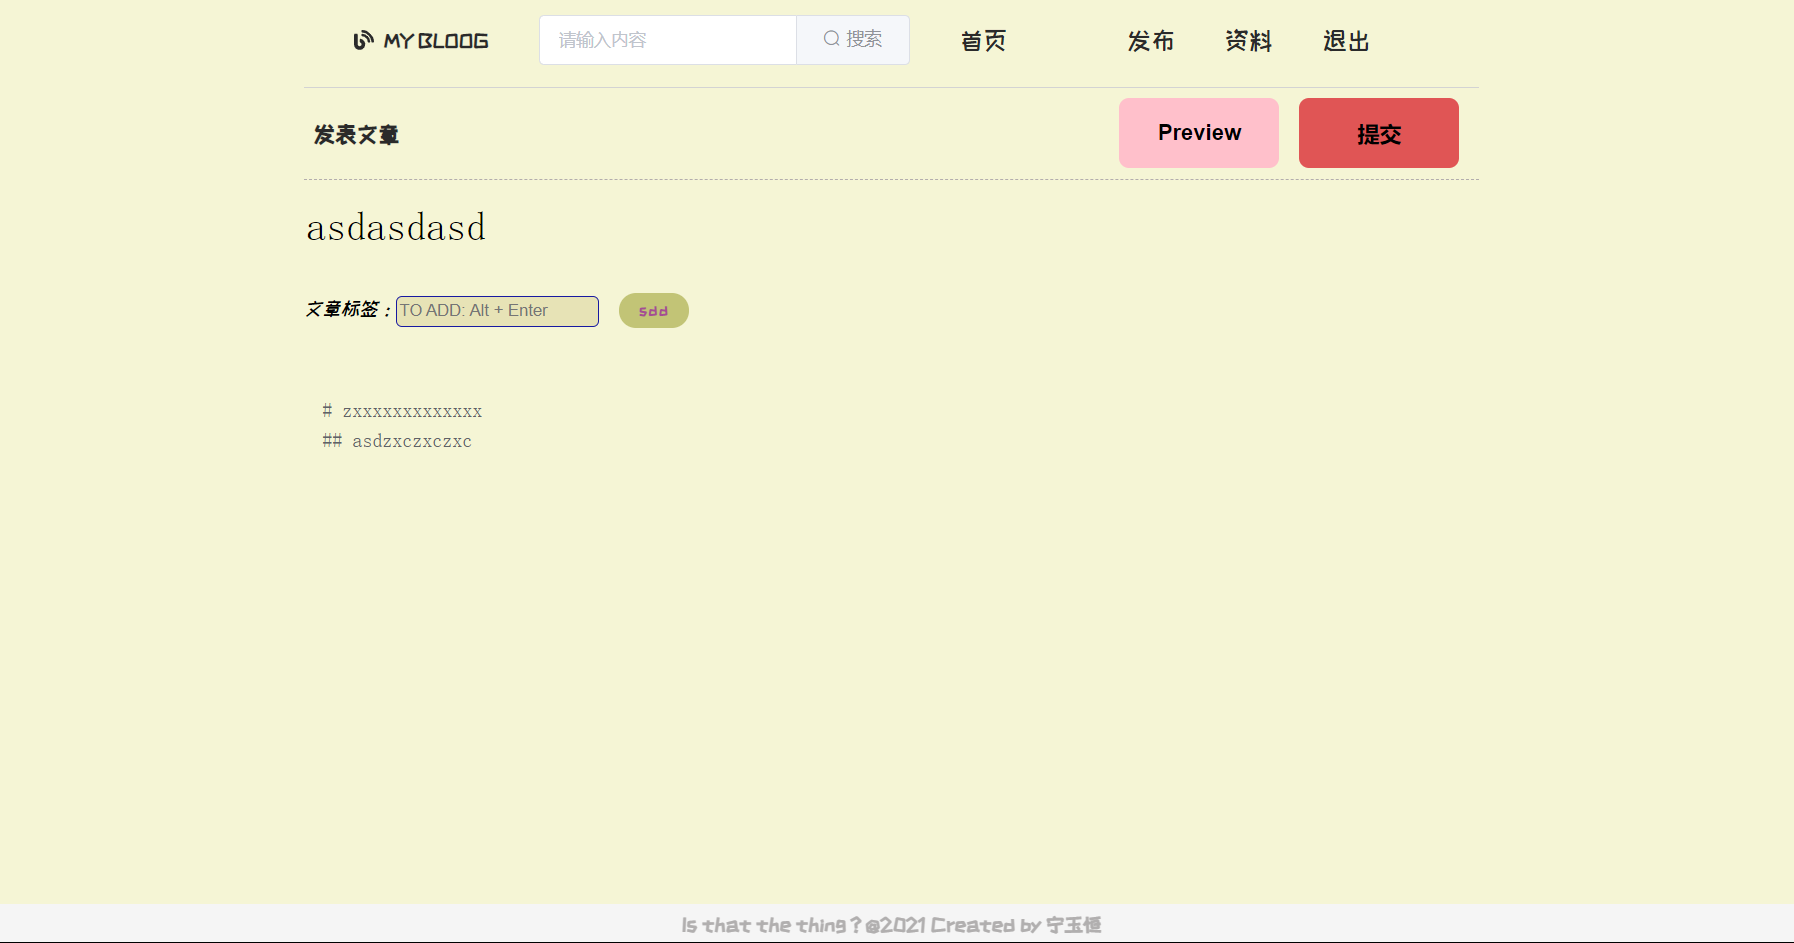 MY BLOOG 请输入内容 搜索 首页 发布 资料 退出
发表文章 Preview 提交
asdasdasd
文章标签： TO ADD: Alt + Enter sdd
# zxxxxxxxxxxxxx
## asdzxczxczxc
Is that the thing？@2021 Created by 宁玉恒